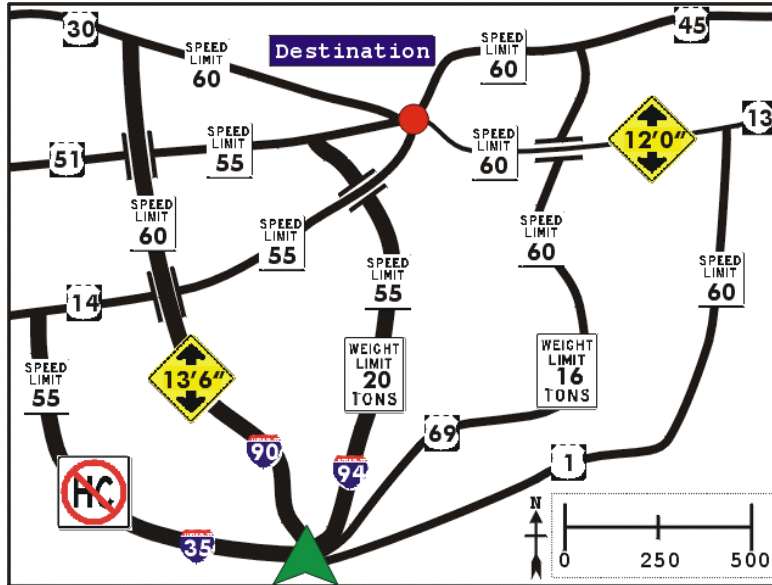 30
SPEED
LIMIT
60
Destination
SPEED
LIMIT
60
45
51
SPEED
LIMIT
55
SPEED
LIMIT
60
12'0"
13
SPEED
LIMIT
60
SPEED
LIMIT
55
SPEED
LIMIT
60
14
SPEED
LIMIT
55
SPEED
LIMIT
60
SPEED
LIMIT
55
13'6"
WEIGHT
LIMIT
20
TONS
WEIGHT
LIMIT
16
TONS
HC
90
94
69
1
35
N
0
250
500